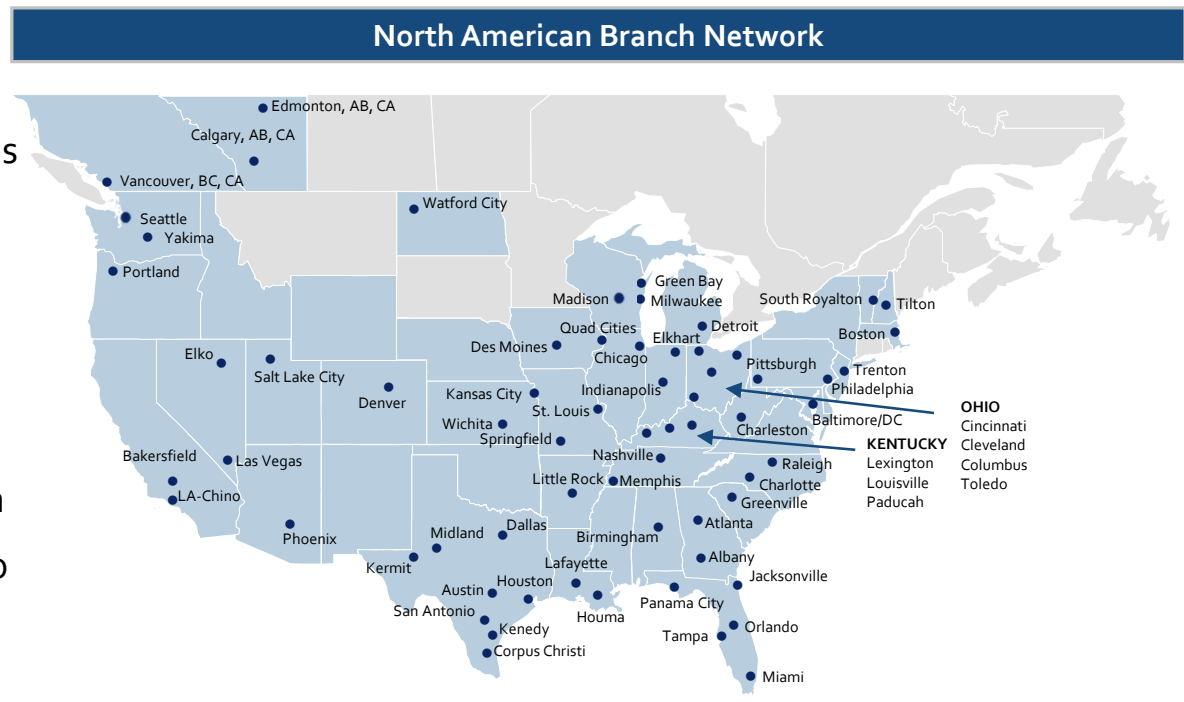 North American Branch Network
Edmonton, AB, CA
Calgary, AB, CA
s
Vancouver, BC, CA
Watford City
Seattle
Yakima
Portland
Green Bay
Madison
Milwaukee
South Royalton
Tilton
Quad Cities
Detroit
Boston
Elkhart
Des Moines
Chicago
Elko
Salt Lake City
Pittsburgh
Trenton
Denver
Kansas City
Indianapolis
Philadelphia
St. Louis
Baltimore/DC
OHIO
Cincinnati
Cleveland
Columbus
Toledo
Wichita
Springfield
Charleston
KENTUCKY
Lexington
Louisville
Paducah
Bakersfield
Las Vegas
Nashville
Raleigh
LA-Chino
Little Rock
Memphis
Charlotte
Greenville
Phoenix
Midland
Dallas
Birmingham
Atlanta
Kermit
Lafayette
Albany
Austin
Houston
Jacksonville
San Antonio
Houma
Panama City
Kenedy
Orlando
Tampa
Corpus Christi
Miami